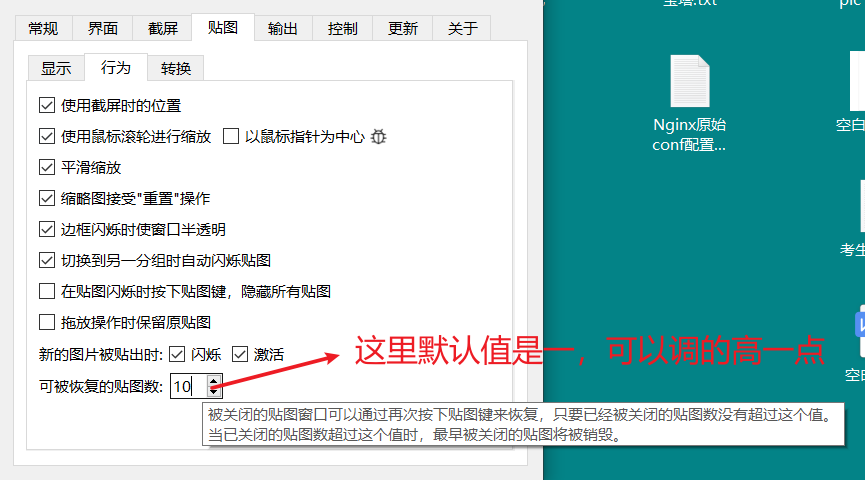 宝塔.txt
pic
常规 界面 截屏 贴图 输出 控制 更新 关于
显示 行为 转换
使用截屏时的位置
使用鼠标滚轮进行缩放 以鼠标指针为中心
平滑缩放
缩略图接受"重置"操作
边框闪烁时使窗口半透明
切换到另一分组时自动闪烁贴图
在贴图闪烁时按下贴图键，隐藏所有贴图
拖放操作时保留原贴图
新的图片被贴出时: 闪烁 激活
可被恢复的贴图数: 10
这里默认值是一，可以调的高一点
被关闭的贴图窗口可以通过再次按下贴图键来恢复，只要已经被关闭的贴图数没有超过这个值。
当已关闭的贴图数超过这个值时，最早被关闭的贴图将被销毁。
Nginx原始
conf配置...
空白
考生
空白